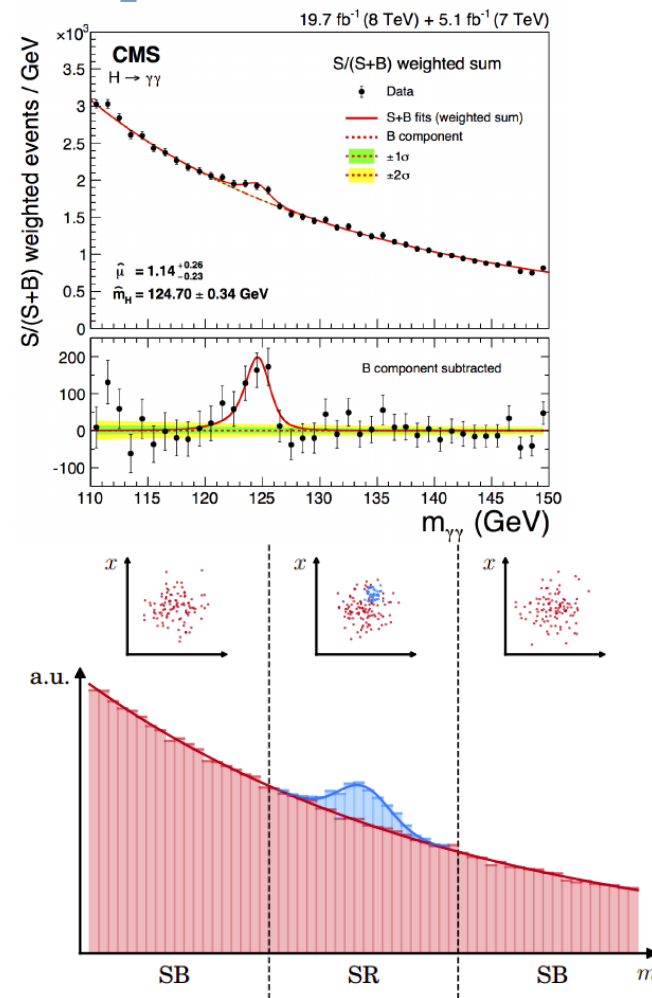 19.7 fb⁻¹ (8 TeV) + 5.1 fb⁻¹ (7 TeV)
×10³
CMS
H → γγ
S/(S+B) weighted sum
Data
S+B fits (weighted sum)
B component
±1σ
±2σ
S/(S+B) weighted events / GeV
3.5
3
2.5
2
1.5
1
0.5
0
μ̂ = 1.14 +0.26 −0.23
m̂H = 124.70 ± 0.34 GeV
B component subtracted
200
100
0
-100
110 115 120 125 130 135 140 145 150
mγγ (GeV)
x x x
a.u.
SB SR SB m